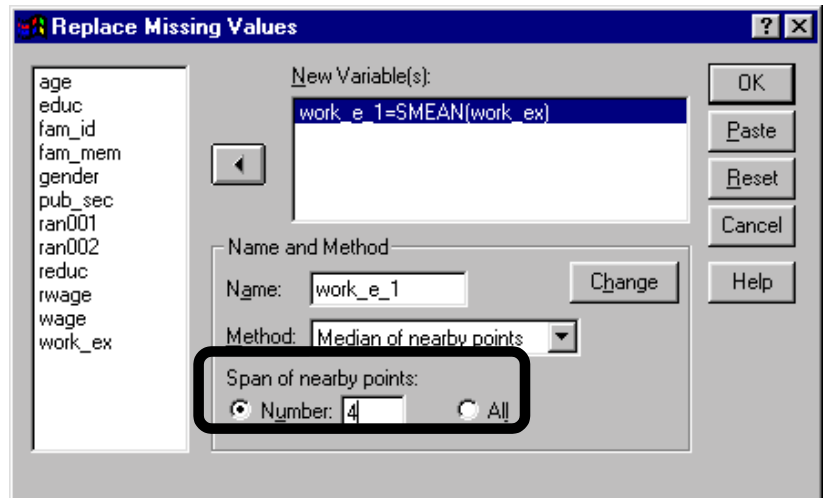 Replace Missing Values
age
educ
fam_id
fam_mem
gender
pub_sec
ran001
ran002
reduc
rwage
wage
work_ex
New Variable(s):
work_e_1=SMEAN(work_ex)
Name and Method
Name: work_e_1
Change
Method: Median of nearby points
Span of nearby points:
Number: 4
All
OK
Paste
Reset
Cancel
Help